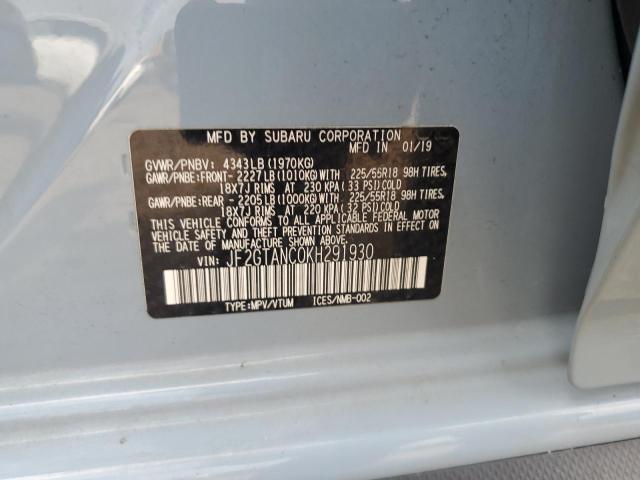 MFD BY SUBARU CORPORATION
MFD IN 01/19
GVWR/PNBV: 4343LB(1970KG)
GAWR/PNBE:FRONT-2227LB(1010KG)WITH 225/55R18 98H TIRES,
18X7J RIMS AT 230 KPA(33 PSI)COLD
GAWR/PNBE:REAR -2205LB(1000KG)WITH 225/55R18 98H TIRES,
18X7J RIMS AT 220 KPA(32 PSI)COLD
THIS VEHICLE CONFORMS TO ALL APPLICABLE FEDERAL MOTOR
VEHICLE SAFETY AND THEFT PREVENTION STANDARDS IN EFFECT ON
THE DATE OF MANUFACTURE SHOWN ABOVE.
VIN: JF2GTANC0KH291930
TYPE:MPV/VTUM ICES/NMB-002